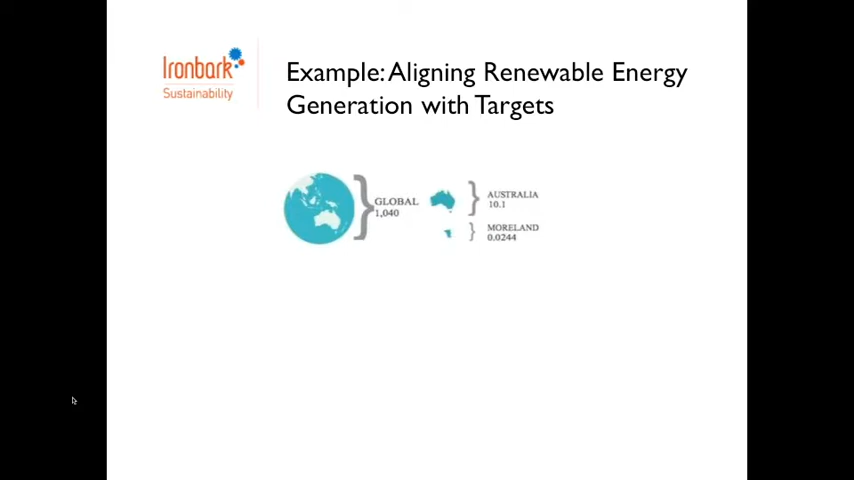 Ironbark
Sustainability
Example: Aligning Renewable Energy
Generation with Targets
GLOBAL
1,040
AUSTRALIA
10.1
MORELAND
0.0244